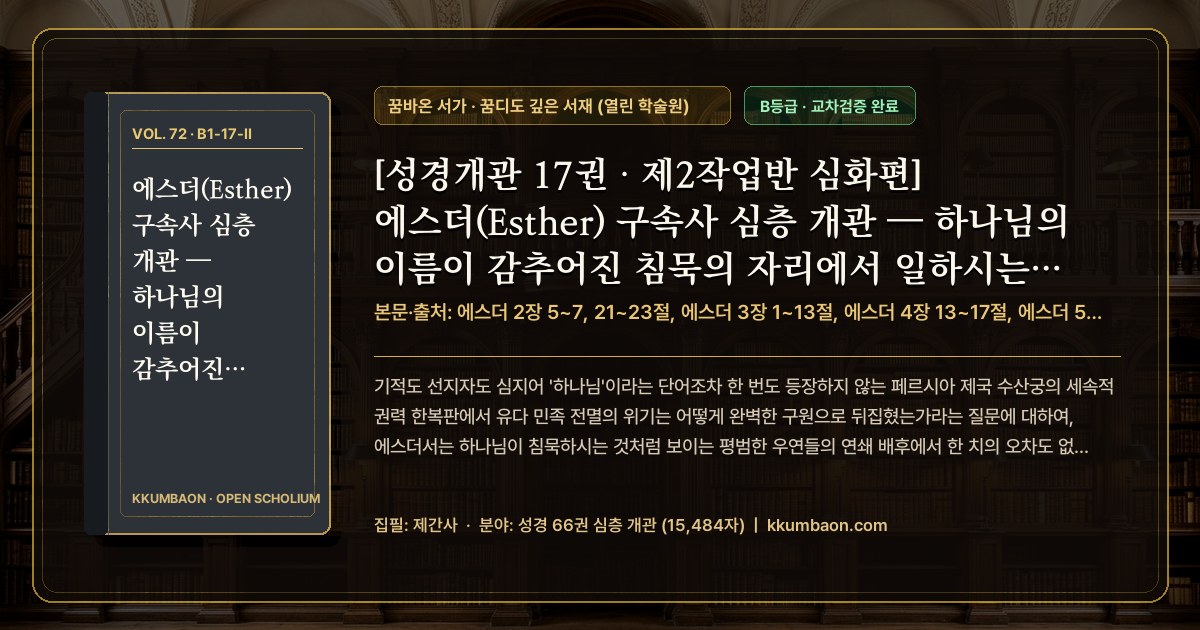 VOL. 72 · B1-17-II
에스더(Esther)
구속사 심층
개관 —
하나님의
이름이
감추어진…
KKUMBAON · OPEN SCHOLIUM
꿈바온 서가 · 꿈디도 깊은 서재 (열린 학술원)
B등급 · 교차검증 완료
[성경개관 17권 · 제2작업반 심화편]
에스더(Esther) 구속사 심층 개관 — 하나님의
이름이 감추어진 침묵의 자리에서 일하시는…
본문·출처: 에스더 2장 5~7, 21~23절, 에스더 3장 1~13절, 에스더 4장 13~17절, 에스더 5...
기적도 선지자도 심지어 '하나님'이라는 단어조차 한 번도 등장하지 않는 페르시아 제국 수산궁의 세속적
권력 한복판에서 유다 민족 전멸의 위기는 어떻게 완벽한 구원으로 뒤집혔는가라는 질문에 대하여,
에스더서는 하나님이 침묵하시는 것처럼 보이는 평범한 우연들의 연쇄 배후에서 한 치의 오차도 없...
집필: 제간사 · 분야: 성경 66권 심층 개관 (15,484자) | kkumbaon.com